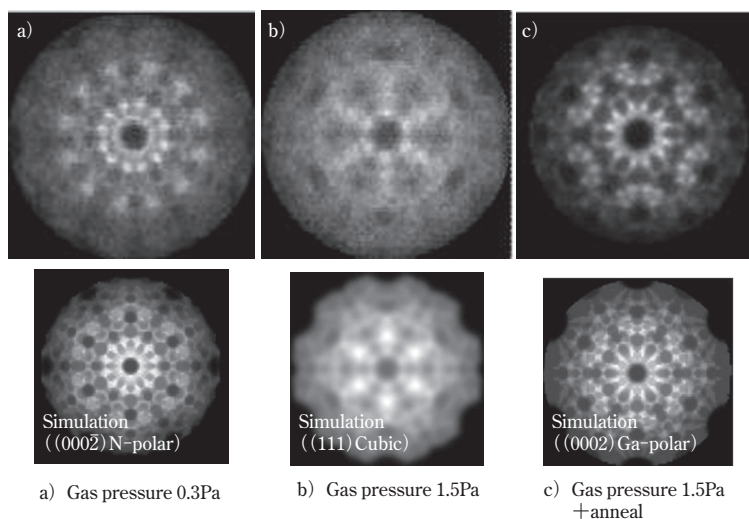 a)
b)
c)
Simulation
((0002̄) N-polar)
Simulation
((111) Cubic)
Simulation
((0002) Ga-polar)
a) Gas pressure 0.3Pa
b) Gas pressure 1.5Pa
c) Gas pressure 1.5Pa
+anneal